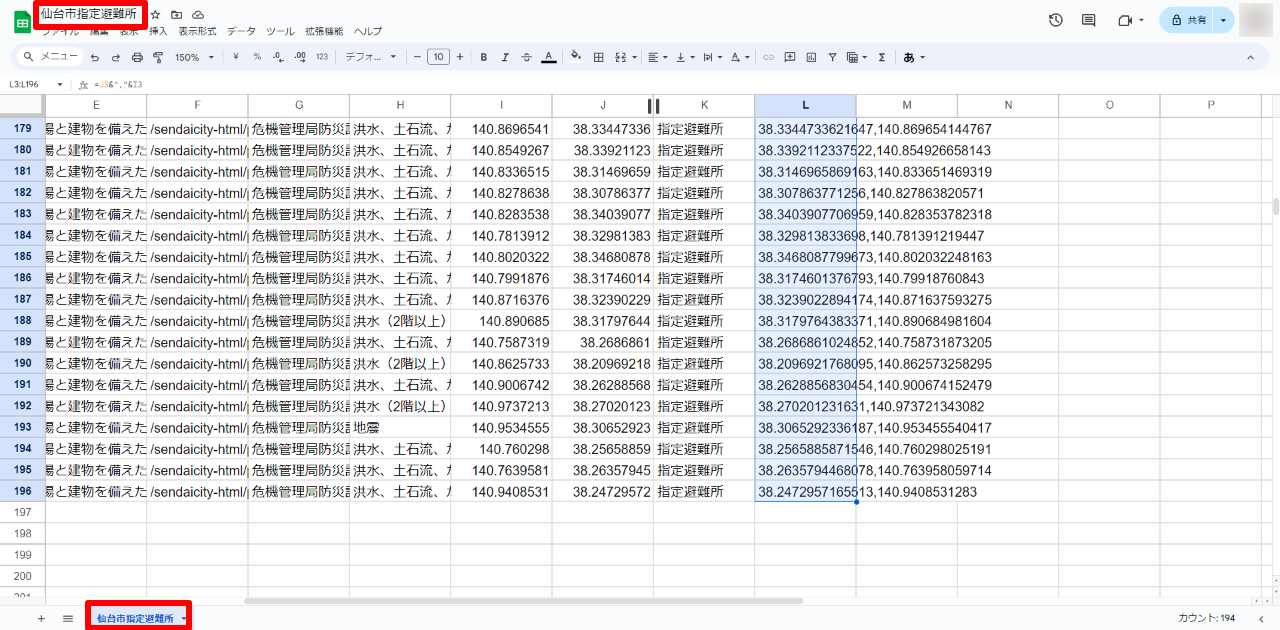 仙台市指定避難所
ファイル 編集 表示 挿入 表示形式 データ ツール 拡張機能 ヘルプ
共有
メニュー 150% ¥ % .0 .00 123 デフォ... 10 B I A Σ あ
L3:L196 fx =J3&","&I3
E F G H I J K L M N O P
179 場と建物を備えた /sendaicity-html/ 危機管理局防災 洪水、土石流、 140.8696541 38.33447336 指定避難所 38.3344733621647,140.869654144767
180 場と建物を備えた /sendaicity-html/ 危機管理局防災 洪水、土石流、 140.8549267 38.33921123 指定避難所 38.3392112337522,140.854926658143
181 場と建物を備えた /sendaicity-html/ 危機管理局防災 洪水、土石流、 140.8336515 38.31469659 指定避難所 38.3146965869163,140.833651469319
182 場と建物を備えた /sendaicity-html/ 危機管理局防災 洪水、土石流、 140.8278638 38.30786377 指定避難所 38.307863771256,140.827863820571
183 場と建物を備えた /sendaicity-html/ 危機管理局防災 洪水、土石流、 140.8283538 38.34039077 指定避難所 38.3403907706959,140.828353782318
184 場と建物を備えた /sendaicity-html/ 危機管理局防災 洪水、土石流、 140.7813912 38.32981383 指定避難所 38.329813833698,140.781391219447
185 場と建物を備えた /sendaicity-html/ 危機管理局防災 洪水、土石流、 140.8020322 38.34680878 指定避難所 38.3468087799673,140.802032248163
186 場と建物を備えた /sendaicity-html/ 危機管理局防災 洪水、土石流、 140.7991876 38.31746014 指定避難所 38.3174601376793,140.79918760843
187 場と建物を備えた /sendaicity-html/ 危機管理局防災 洪水、土石流、 140.8716376 38.32390229 指定避難所 38.3239022894174,140.871637593275
188 場と建物を備えた /sendaicity-html/ 危機管理局防災 洪水（2階以上） 140.890685 38.31797644 指定避難所 38.3179764383371,140.890684981604
189 場と建物を備えた /sendaicity-html/ 危機管理局防災 洪水、土石流、 140.7587319 38.2686861 指定避難所 38.2686861024852,140.758731873205
190 場と建物を備えた /sendaicity-html/ 危機管理局防災 洪水（2階以上） 140.8625733 38.20969218 指定避難所 38.2096921768095,140.862573258295
191 場と建物を備えた /sendaicity-html/ 危機管理局防災 洪水、土石流、 140.9006742 38.26288568 指定避難所 38.2628856830454,140.900674152479
192 場と建物を備えた /sendaicity-html/ 危機管理局防災 洪水（2階以上） 140.9737213 38.27020123 指定避難所 38.270201231631,140.973721343082
193 場と建物を備えた /sendaicity-html/ 危機管理局防災 地震 140.9534555 38.30652923 指定避難所 38.3065292336187,140.953455540417
194 場と建物を備えた /sendaicity-html/ 危機管理局防災 洪水、土石流、 140.760298 38.25658859 指定避難所 38.2565885871546,140.760298025191
195 場と建物を備えた /sendaicity-html/ 危機管理局防災 洪水、土石流、 140.7639581 38.26357945 指定避難所 38.2635794468078,140.763958059714
196 場と建物を備えた /sendaicity-html/ 危機管理局防災 洪水、土石流、 140.9408531 38.24729572 指定避難所 38.2472957165513,140.9408531283
197
198
199
200
201
仙台市指定避難所 カウント: 194